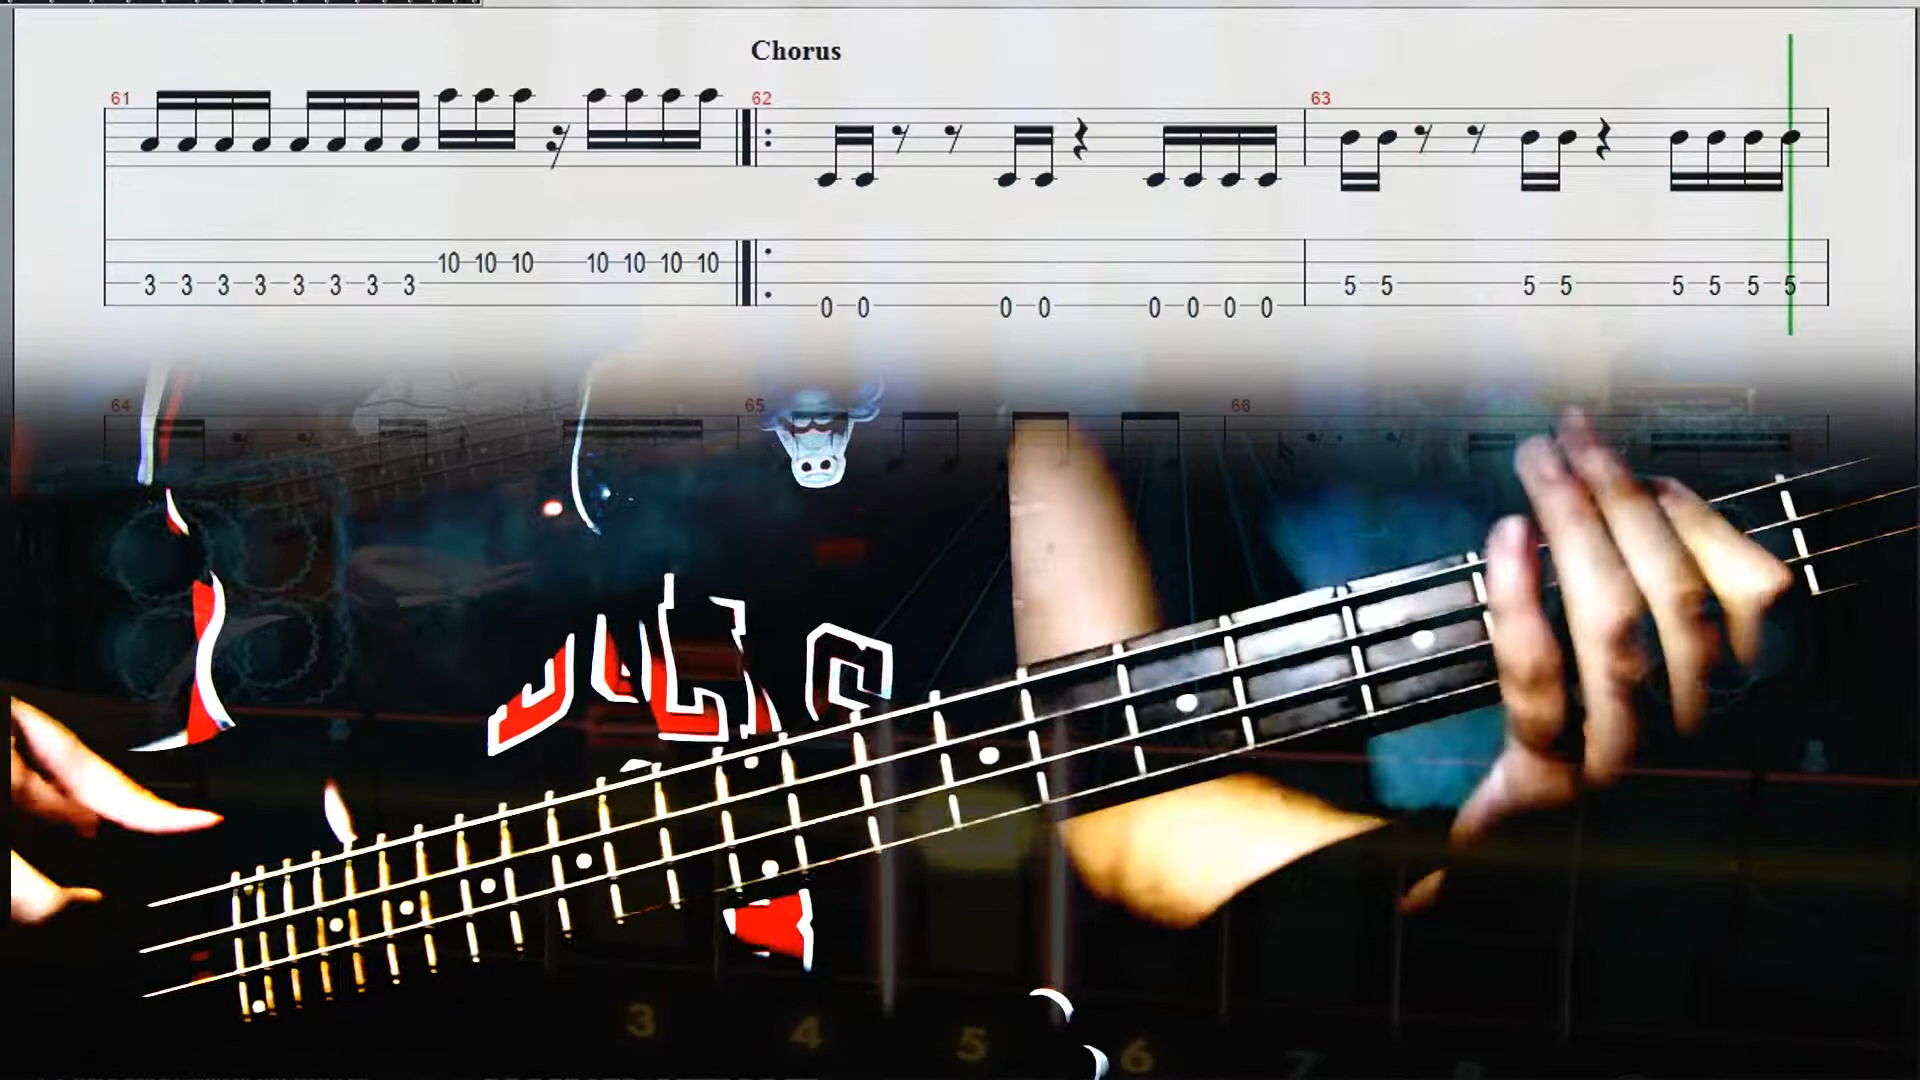 Chorus
61 62 63
10 10 10 10 10 10 10
3 3 3 3 3 3 3 3 5 5 5 5 5 5 5 5
0 0 0 0 0 0 0 0
64 65 66
3 4 5 6 7